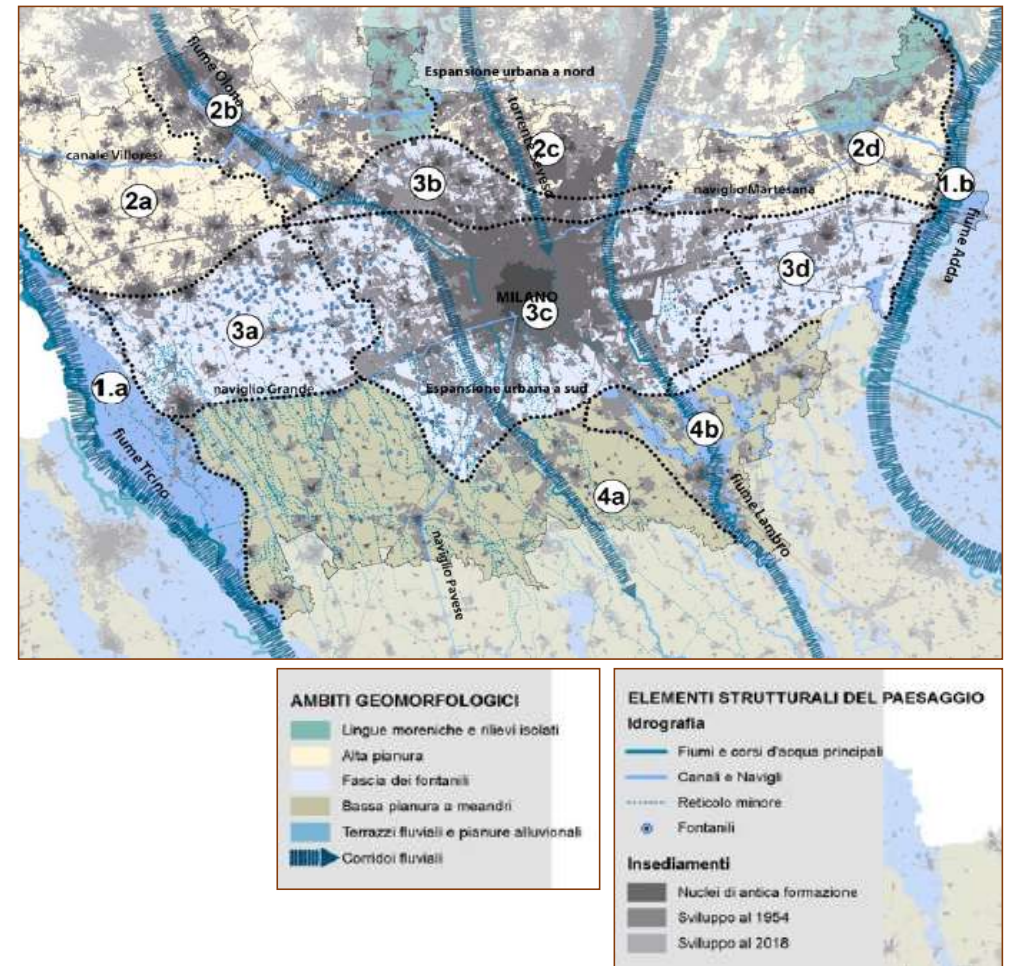 fiume Olona
Espansione urbana a nord
2b
torrente Seveso
2c
canale Villoresi
2d
3b
1.b
naviglio Martesana
2a
fiume Adda
3d
MILANO
3c
3a
1.a
naviglio Grande
Espansione urbana a sud
4b
fiume Ticino
4a
fiume Lambro
naviglio Pavese
AMBITI GEOMORFOLOGICI
Lingue moreniche e rilievi isolati
Alta pianura
Fascia dei fontanili
Bassa pianura a meandri
Terrazzi fluviali e pianure alluvionali
Corridoi fluviali
ELEMENTI STRUTTURALI DEL PAESAGGIO
Idrografia
Fiumi e corsi d'acqua principali
Canali e Navigli
Reticolo minore
Fontanili
Insediamenti
Nuclei di antica formazione
Sviluppo al 1954
Sviluppo al 2018